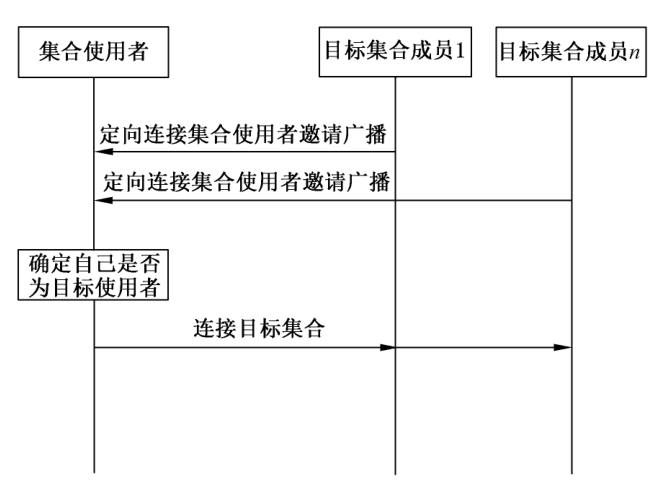 集合使用者
目标集合成员1
目标集合成员n
定向连接集合使用者邀请广播
定向连接集合使用者邀请广播
确定自己是否
为目标使用者
连接目标集合